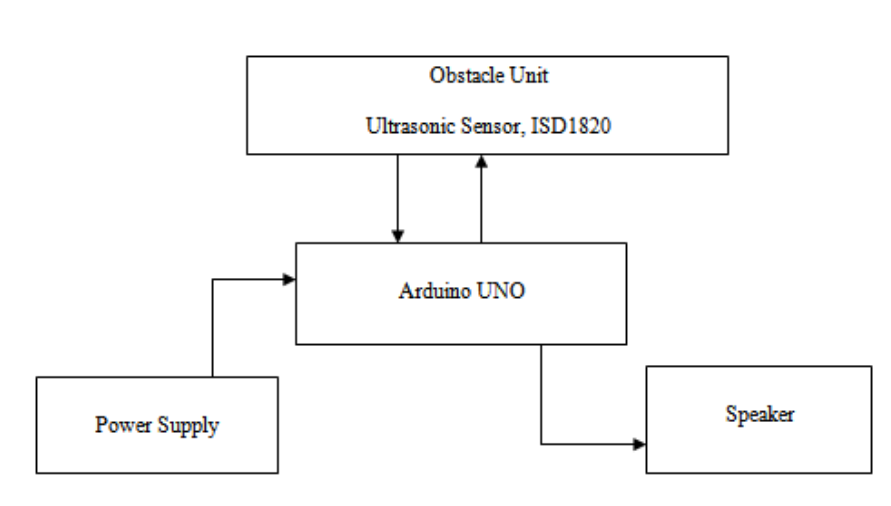 Obstacle Unit
Ultrasonic Sensor, ISD1820
Arduino UNO
Power Supply
Speaker